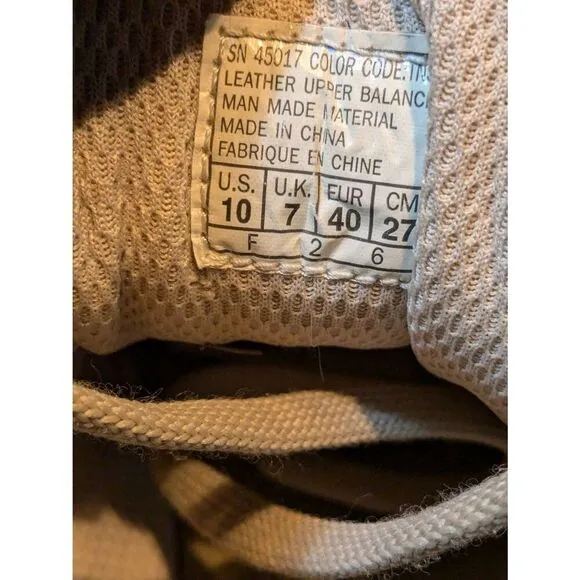 SN 45017 COLOR CODE:
LEATHER UPPER BALANC
MAN MADE MATERIAL
MADE IN CHINA
FABRIQUE EN CHINE
U.S. U.K. EUR CM
10 7 40 27
F 2 6